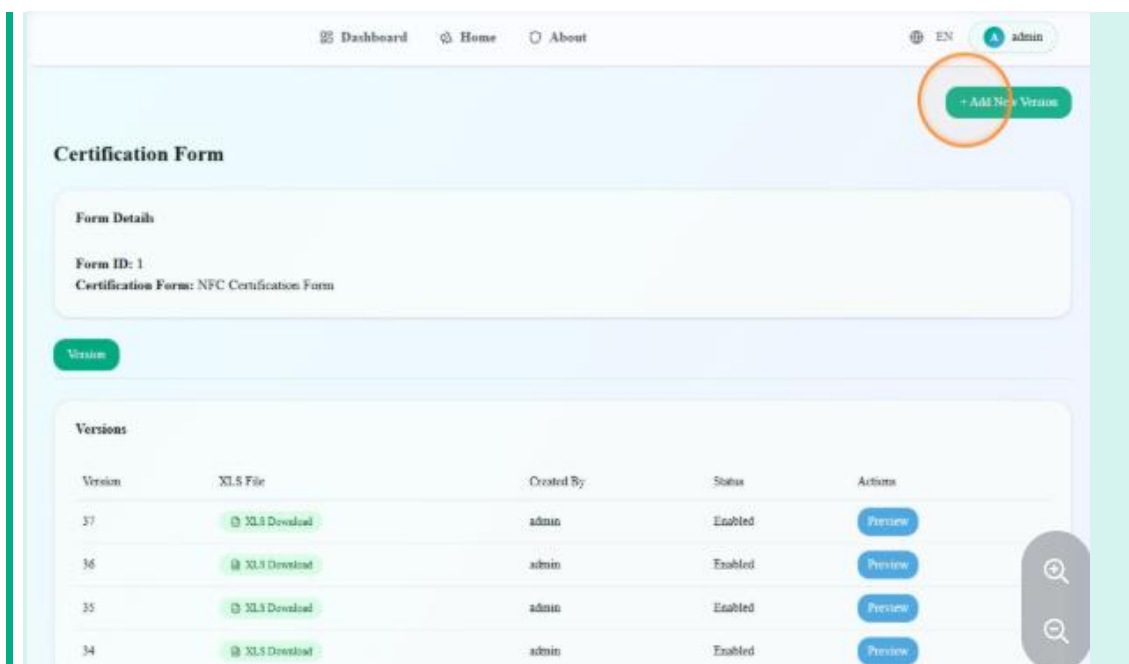 Dashboard Home About EN A admin
+ Add New Version
Certification Form
Form Details
Form ID: 1
Certification Form: NFC Certification Form
Version
Versions
Version XLS File Created By Status Actions
37 XLS Download admin Enabled Preview
36 XLS Download admin Enabled Preview
35 XLS Download admin Enabled Preview
34 XLS Download admin Enabled Preview